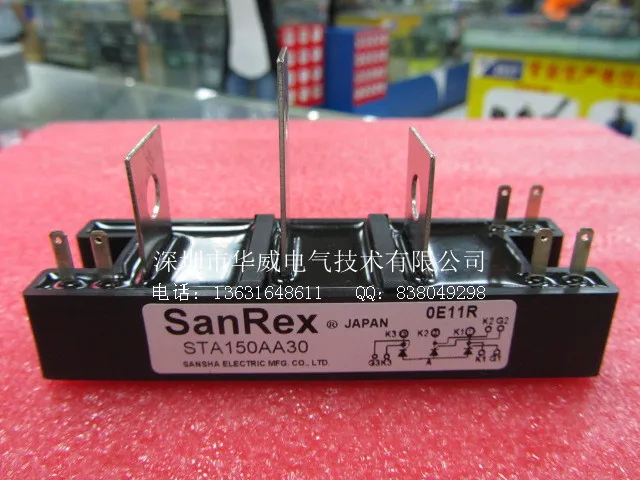 深圳市华威电气技术有限公司
电话：13631648611 QQ：838049298
SanRex ® JAPAN 0E11R
STA150AA30
SANSHA ELECTRIC MFG. CO., LTD.
K2 G2
K3 K2 K1
G3 K3 A K1 G1